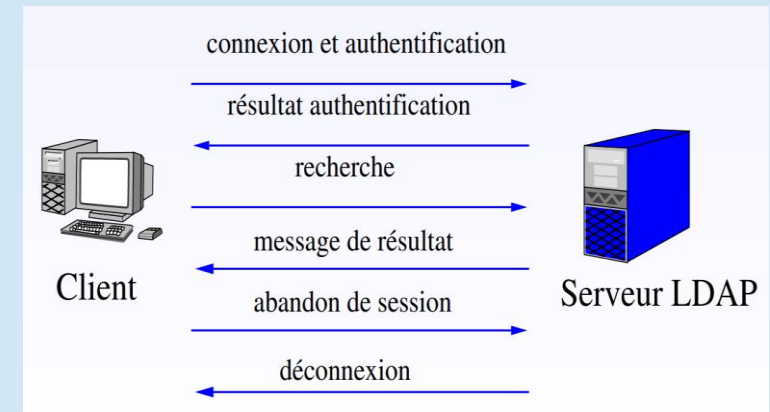 connexion et authentification
résultat authentification
recherche
message de résultat
abandon de session
déconnexion
Client
Serveur LDAP